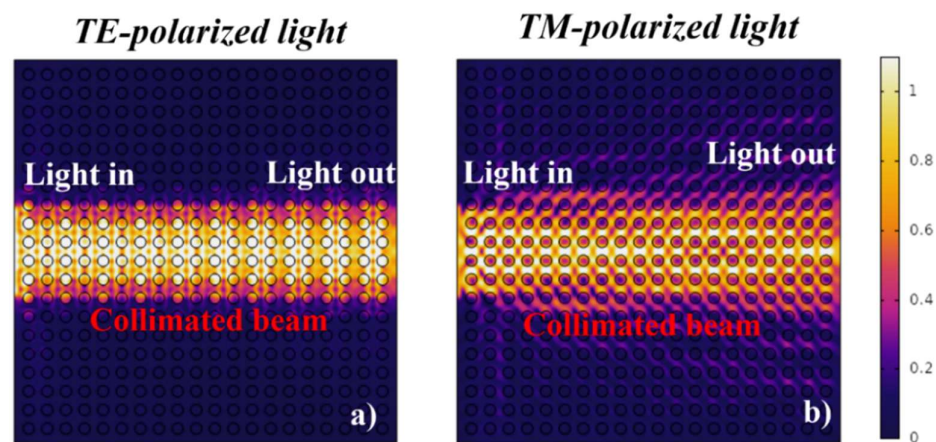 TE-polarized light
TM-polarized light
Light in
Light out
Collimated beam
a)
Light in
Light out
Collimated beam
b)
1
0.8
0.6
0.4
0.2
0